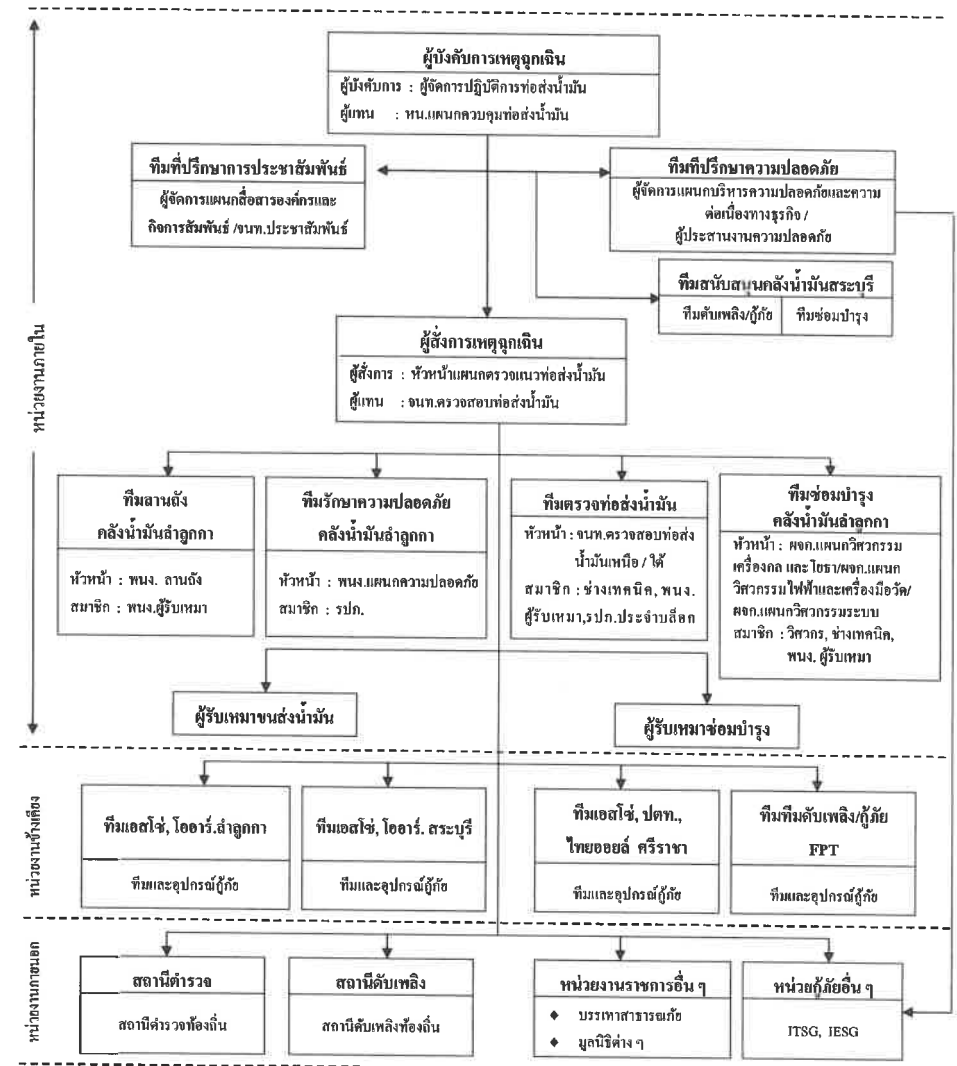 ผู้บังคับการเหตุฉุกเฉิน
ผู้บังคับการ : ผู้จัดการปฏิบัติการท่อส่งน้ำมัน
ผู้แทน : หน.แผนกควบคุมท่อส่งน้ำมัน
ทีมที่ปรึกษาการประชาสัมพันธ์
ผู้จัดการแผนกสื่อสารองค์กรและ
กิจการสัมพันธ์ /จนท.ประชาสัมพันธ์
ทีมที่ปรึกษาความปลอดภัย
ผู้จัดการแผนกบริหารความปลอดภัยและความ
ต่อเนื่องทางธุรกิจ /
ผู้ประสานงานความปลอดภัย
ทีมสนับสนุนคลังน้ำมันสระบุรี
ทีมดับเพลิง/กู้ภัย
ทีมซ่อมบำรุง
ผู้สั่งการเหตุฉุกเฉิน
ผู้สั่งการ : หัวหน้าแผนกตรวจแนวท่อส่งน้ำมัน
ผู้แทน : จนท.ตรวจสอบท่อส่งน้ำมัน
หน่วยงานภายใน
ทีมลานถัง
คลังน้ำมันลำลูกกา
หัวหน้า : พนง. ลานถัง
สมาชิก : พนง.ผู้รับเหมา
ทีมรักษาความปลอดภัย
คลังน้ำมันลำลูกกา
หัวหน้า : พนง.แผนกความปลอดภัย
สมาชิก : รปภ.
ทีมตรวจท่อส่งน้ำมัน
หัวหน้า : จนท.ตรวจสอบท่อส่ง
น้ำมันเหนือ / ใต้
สมาชิก : ช่างเทคนิค, พนง.
ผู้รับเหมา,รปภ.ประจำบล็อก
ทีมซ่อมบำรุง
คลังน้ำมันลำลูกกา
หัวหน้า : ผจก.แผนกวิศวกรรม
เครื่องกล และโยธา/ผจก.แผนก
วิศวกรรมไฟฟ้าและเครื่องมือวัด/
ผจก.แผนกวิศวกรรมระบบ
สมาชิก : วิศวกร, ช่างเทคนิค,
พนง. ผู้รับเหมา
ผู้รับเหมาขนส่งน้ำมัน
ผู้รับเหมาซ่อมบำรุง
หน่วยงานข้างเคียง
ทีมเอสโซ่, โออาร์.ลำลูกกา
ทีมและอุปกรณ์กู้ภัย
ทีมเอสโซ่, โออาร์. สระบุรี
ทีมและอุปกรณ์กู้ภัย
ทีมเอสโซ่, ปตท.,
ไทยออยล์ ศรีราชา
ทีมและอุปกรณ์กู้ภัย
ทีมทีมดับเพลิง/กู้ภัย
FPT
ทีมและอุปกรณ์กู้ภัย
หน่วยงานภายนอก
สถานีตำรวจ
สถานีตำรวจท้องถิ่น
สถานีดับเพลิง
สถานีดับเพลิงท้องถิ่น
หน่วยงานราชการอื่น ๆ
◆ บรรเทาสาธารณภัย
◆ มูลนิธิต่าง ๆ
หน่วยกู้ภัยอื่น ๆ
JTSG, IESG